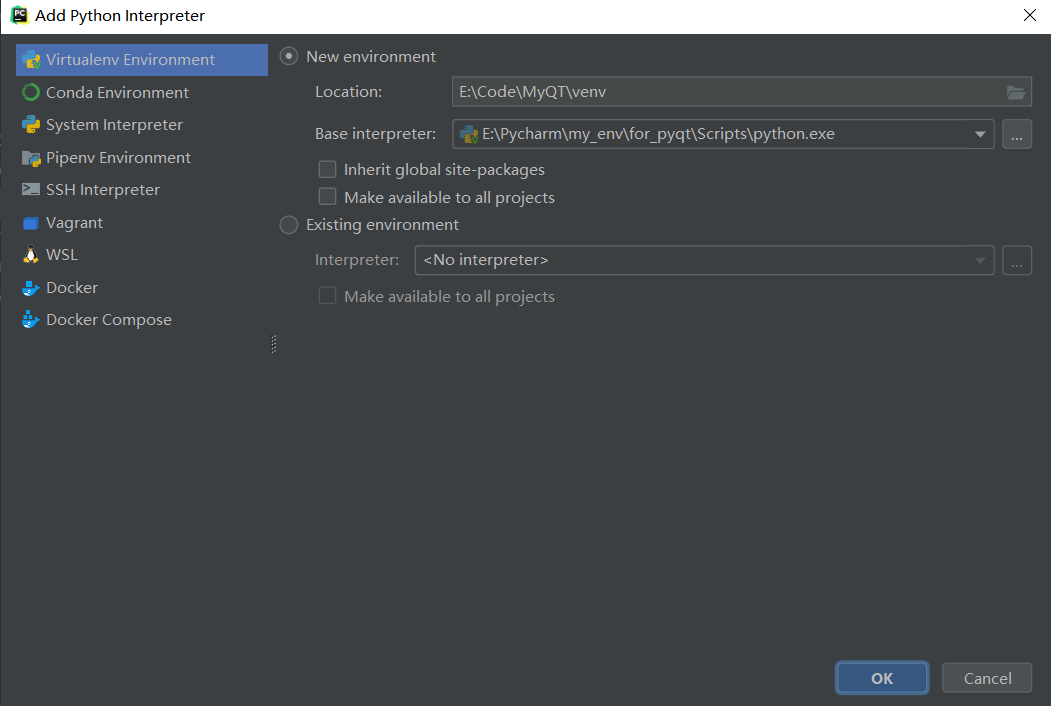 Add Python Interpreter
Virtualenv Environment
Conda Environment
System Interpreter
Pipenv Environment
SSH Interpreter
Vagrant
WSL
Docker
Docker Compose
New environment
Location: E:\Code\MyQT\venv
Base interpreter: E:\Pycharm\my_env\for_pyqt\Scripts\python.exe ...
Inherit global site-packages
Make available to all projects
Existing environment
Interpreter: <No interpreter> ...
Make available to all projects
OK Cancel